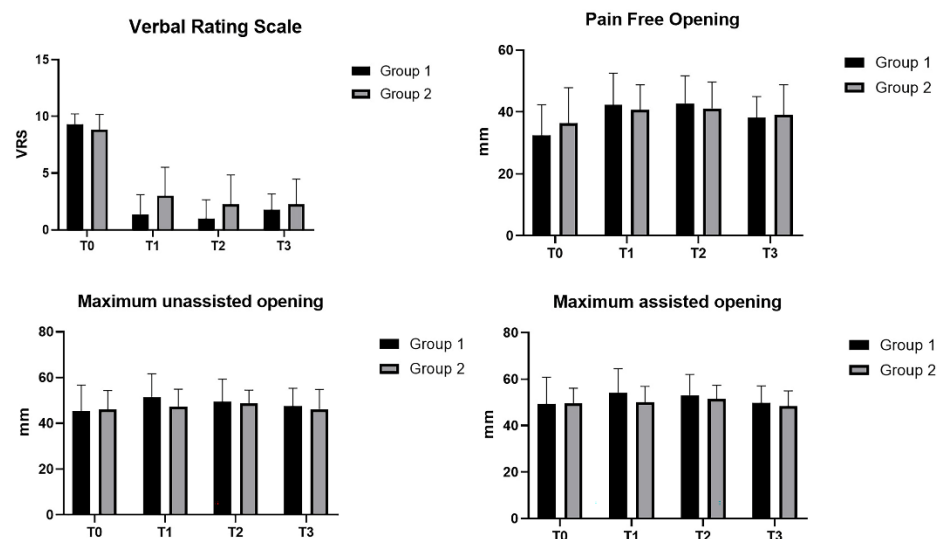 Verbal Rating Scale
15
10
5
0
VRS
T0 T1 T2 T3
Group 1
Group 2
Pain Free Opening
60
40
20
0
mm
T0 T1 T2 T3
Group 1
Group 2
Maximum unassisted opening
80
60
40
20
0
mm
T0 T1 T2 T3
Group 1
Group 2
Maximum assisted opening
80
60
40
20
0
mm
T0 T1 T2 T3
Group 1
Group 2